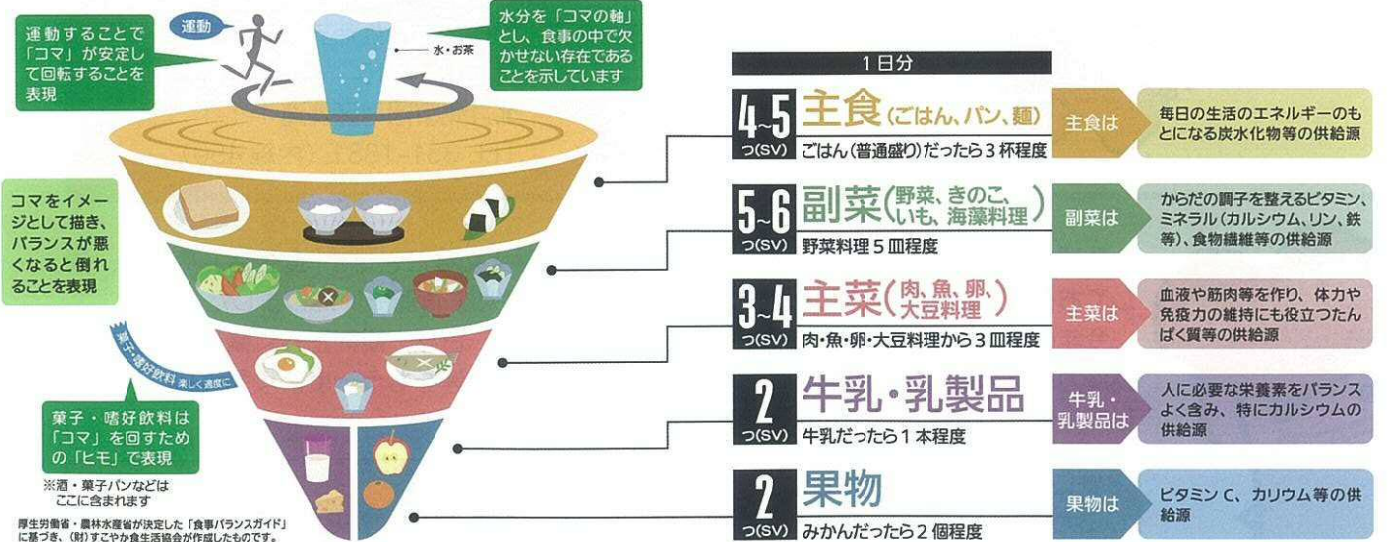 運動することで
「コマ」が安定し
て回転することを
表現
運動
水・お茶
水分を「コマの軸」
とし、食事の中で欠
かせない存在である
ことを示しています
コマをイメー
ジとして描き、
バランスが悪
くなると倒れ
ることを表現
菓子・嗜好飲料 楽しく適度に
菓子・嗜好飲料は
「コマ」を回すため
の「ヒモ」で表現
※酒・菓子パンなどは
ここに含まれます
厚生労働省・農林水産省が決定した「食事バランスガイド」
に基づき、(財)すこやか食生活協会が作成したものです。
1日分
4~5
つ(SV)
主食(ごはん、パン、麺)
ごはん(普通盛り)だったら3杯程度
主食は
毎日の生活のエネルギーのも
とになる炭水化物等の供給源
5~6
つ(SV)
副菜(野菜、きのこ、
いも、海藻料理)
野菜料理5皿程度
副菜は
からだの調子を整えるビタミン、
ミネラル(カルシウム、リン、鉄
等)、食物繊維等の供給源
3~4
つ(SV)
主菜(肉、魚、卵、
大豆料理)
肉・魚・卵・大豆料理から3皿程度
主菜は
血液や筋肉等を作り、体力や
免疫力の維持にも役立つたん
ぱく質等の供給源
2
つ(SV)
牛乳・乳製品
牛乳だったら1本程度
牛乳・
乳製品は
人に必要な栄養素をバランス
よく含み、特にカルシウムの
供給源
2
つ(SV)
果物
みかんだったら2個程度
果物は
ビタミンC、カリウム等の供
給源